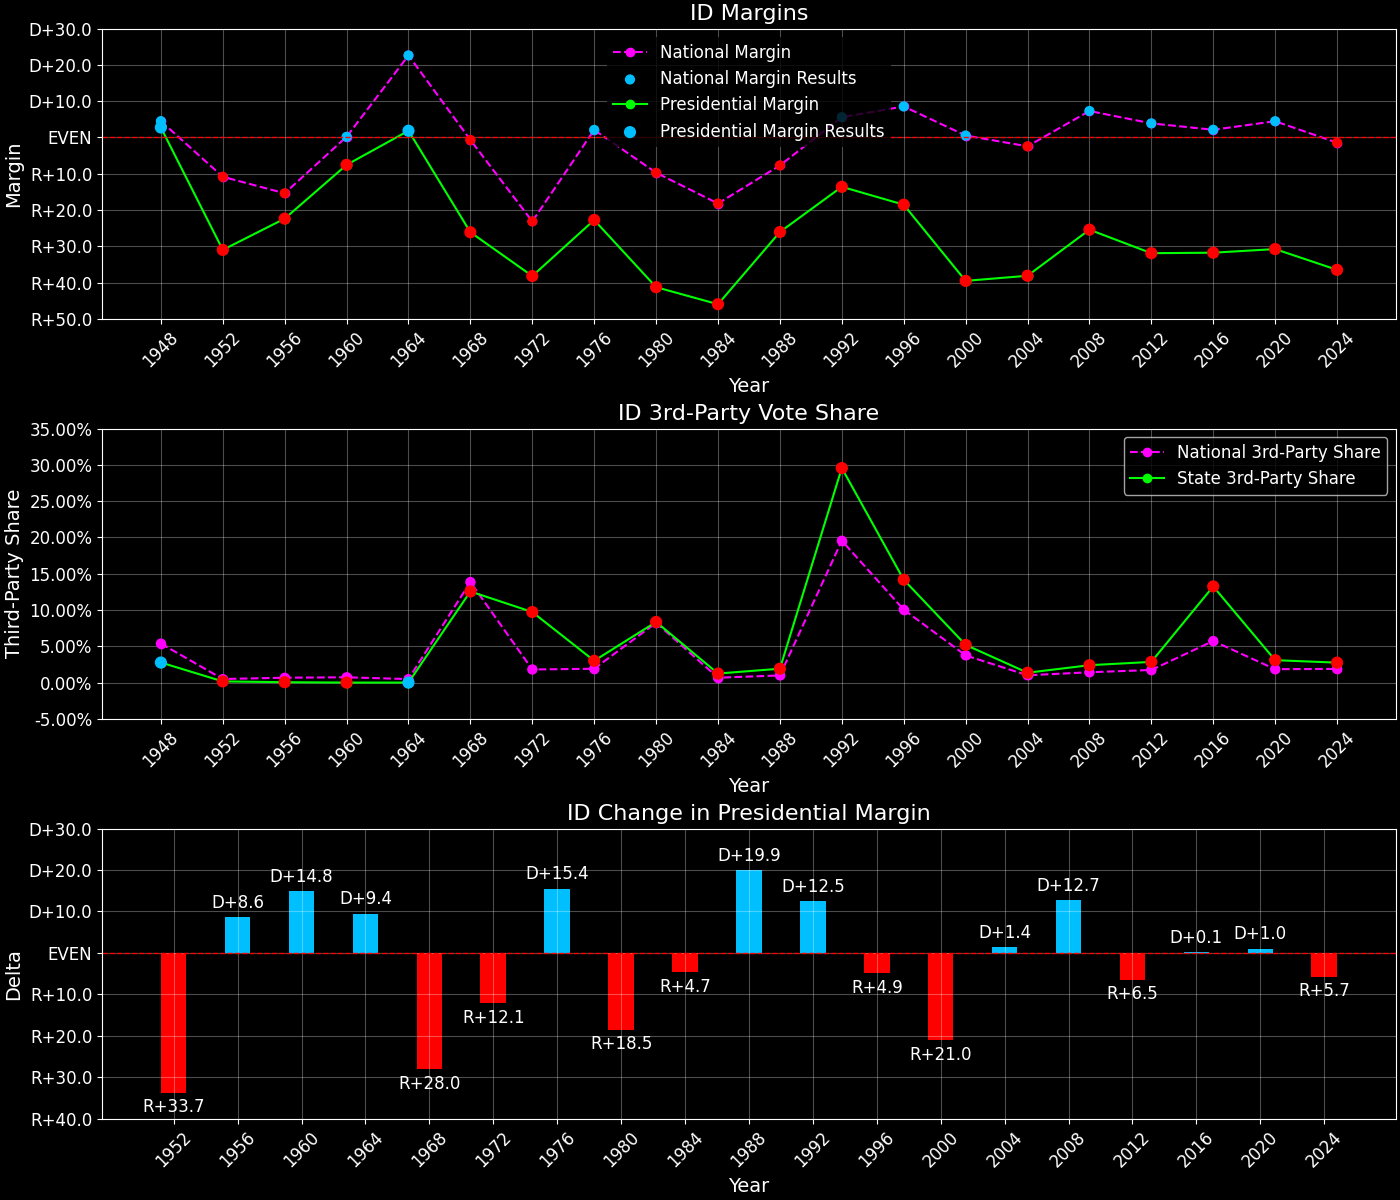 ID Margins
D+30.0
D+20.0
D+10.0
EVEN
R+10.0
R+20.0
R+30.0
R+40.0
R+50.0
Margin
National Margin
National Margin Results
Presidential Margin
Presidential Margin Results
1948 1952 1956 1960 1964 1968 1972 1976 1980 1984 1988 1992 1996 2000 2004 2008 2012 2016 2020 2024
Year
ID 3rd-Party Vote Share
35.00%
30.00%
25.00%
20.00%
15.00%
10.00%
5.00%
0.00%
-5.00%
Third-Party Share
National 3rd-Party Share
State 3rd-Party Share
1948 1952 1956 1960 1964 1968 1972 1976 1980 1984 1988 1992 1996 2000 2004 2008 2012 2016 2020 2024
Year
ID Change in Presidential Margin
D+30.0
D+20.0
D+10.0
EVEN
R+10.0
R+20.0
R+30.0
R+40.0
Delta
R+33.7
D+8.6
D+14.8
D+9.4
R+28.0
R+12.1
D+15.4
R+18.5
R+4.7
D+19.9
D+12.5
R+4.9
R+21.0
D+1.4
D+12.7
R+6.5
D+0.1
D+1.0
R+5.7
1952 1956 1960 1964 1968 1972 1976 1980 1984 1988 1992 1996 2000 2004 2008 2012 2016 2020 2024
Year